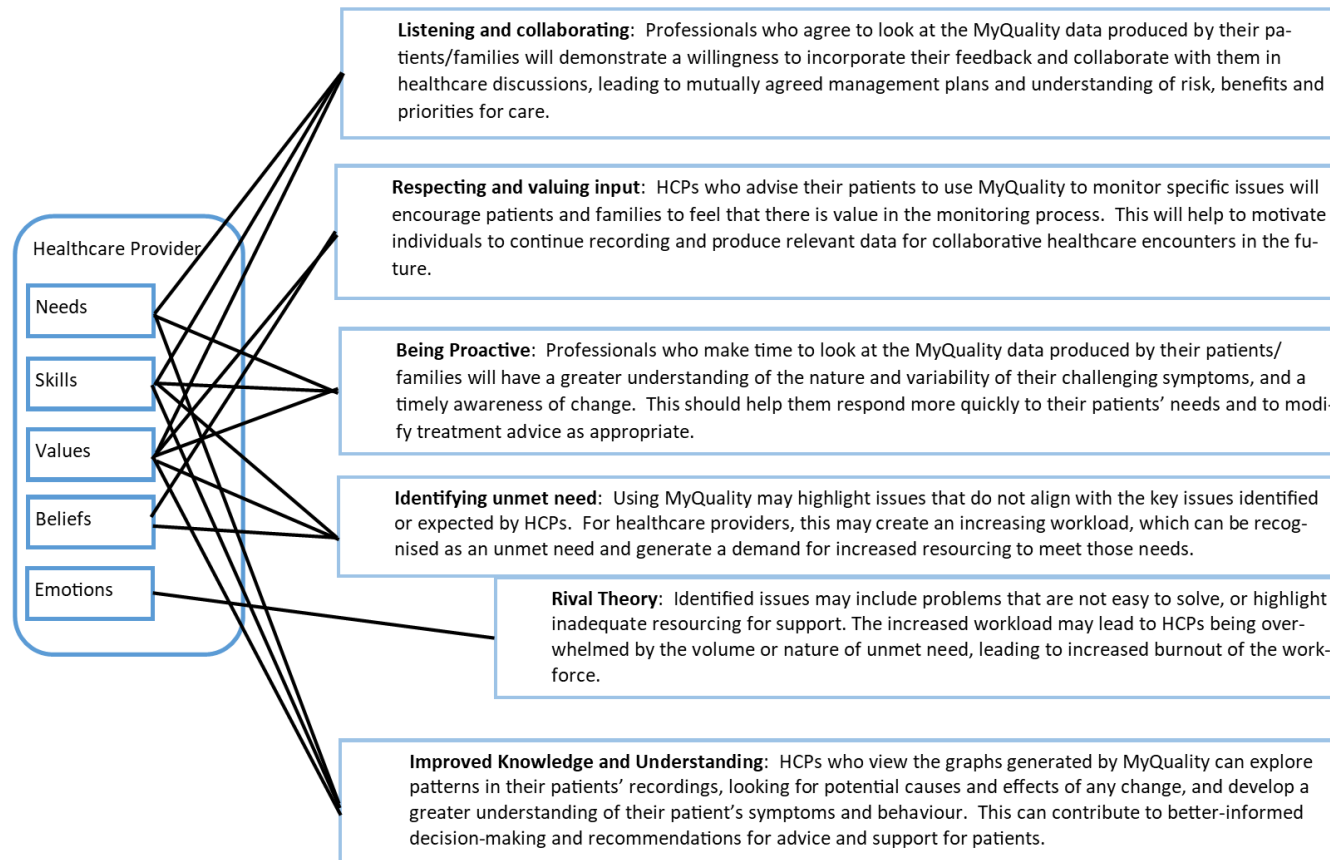 Listening and collaborating: Professionals who agree to look at the MyQuality data produced by their pa-
tients/families will demonstrate a willingness to incorporate their feedback and collaborate with them in
healthcare discussions, leading to mutually agreed management plans and understanding of risk, benefits and
priorities for care.
Respecting and valuing input: HCPs who advise their patients to use MyQuality to monitor specific issues will
encourage patients and families to feel that there is value in the monitoring process. This will help to motivate
individuals to continue recording and produce relevant data for collaborative healthcare encounters in the fu-
ture.
Healthcare Provider
Needs
Skills
Values
Beliefs
Emotions
Being Proactive: Professionals who make time to look at the MyQuality data produced by their patients/
families will have a greater understanding of the nature and variability of their challenging symptoms, and a
timely awareness of change. This should help them respond more quickly to their patients' needs and to modi-
fy treatment advice as appropriate.
Identifying unmet need: Using MyQuality may highlight issues that do not align with the key issues identified
or expected by HCPs. For healthcare providers, this may create an increasing workload, which can be recog-
nised as an unmet need and generate a demand for increased resourcing to meet those needs.
Rival Theory: Identified issues may include problems that are not easy to solve, or highlight
inadequate resourcing for support. The increased workload may lead to HCPs being over-
whelmed by the volume or nature of unmet need, leading to increased burnout of the work-
force.
Improved Knowledge and Understanding: HCPs who view the graphs generated by MyQuality can explore
patterns in their patients' recordings, looking for potential causes and effects of any change, and develop a
greater understanding of their patient's symptoms and behaviour. This can contribute to better-informed
decision-making and recommendations for advice and support for patients.